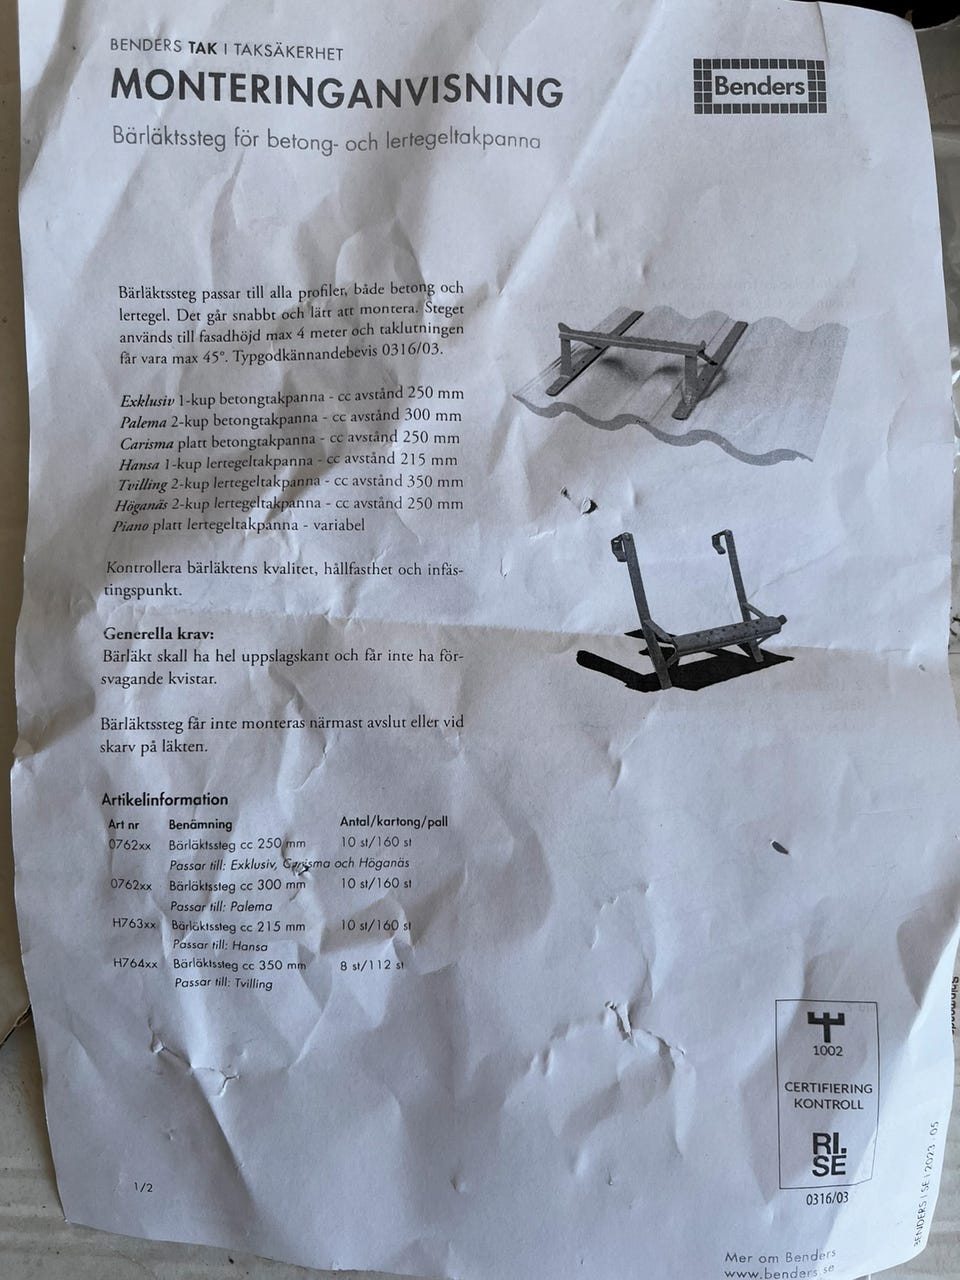 BENDERS TAK I TAKSÄKERHET
MONTERINGANVISNING
Bärläktssteg för betong- och lertegeltakpanna
Benders
Bärläktssteg passar till alla profiler, både betong och
lertegel. Det går snabbt och lätt att montera. Steget
används till fasadhöjd max 4 meter och taklutningen
får vara max 45°. Typgodkännandebevis 0316/03.
Exklusiv 1-kup betongtakpanna - cc avstånd 250 mm
Palema 2-kup betongtakpanna - cc avstånd 300 mm
Carisma platt betongtakpanna - cc avstånd 250 mm
Hansa 1-kup lertegeltakpanna - cc avstånd 215 mm
Tvilling 2-kup lertegeltakpanna - cc avstånd 350 mm
Höganäs 2-kup lertegeltakpanna - cc avstånd 250 mm
Piano platt lertegeltakpanna - variabel
Kontrollera bärläktens kvalitet, hållfasthet och infäs-
tingspunkt.
Generella krav:
Bärläkt skall ha hel uppslagskant och får inte ha för-
svagande kvistar.
Bärläktssteg får inte monteras närmast avslut eller vid
skarv på läkten.
Artikelinformation
Art nr Benämning Antal/kartong/pall
0762xx Bärläktssteg cc 250 mm 10 st/160 st
Passar till: Exklusiv, Carisma och Höganäs
0762xx Bärläktssteg cc 300 mm 10 st/160 st
Passar till: Palema
H763xx Bärläktssteg cc 215 mm 10 st/160 st
Passar till: Hansa
H764xx Bärläktssteg cc 350 mm 8 st/112 st
Passar till: Tvilling
1002
CERTIFIERING
KONTROLL
RI.
SE
0316/03
BENDERS I SE I 2023 - 05
1/2
Mer om Benders
www.benders.se